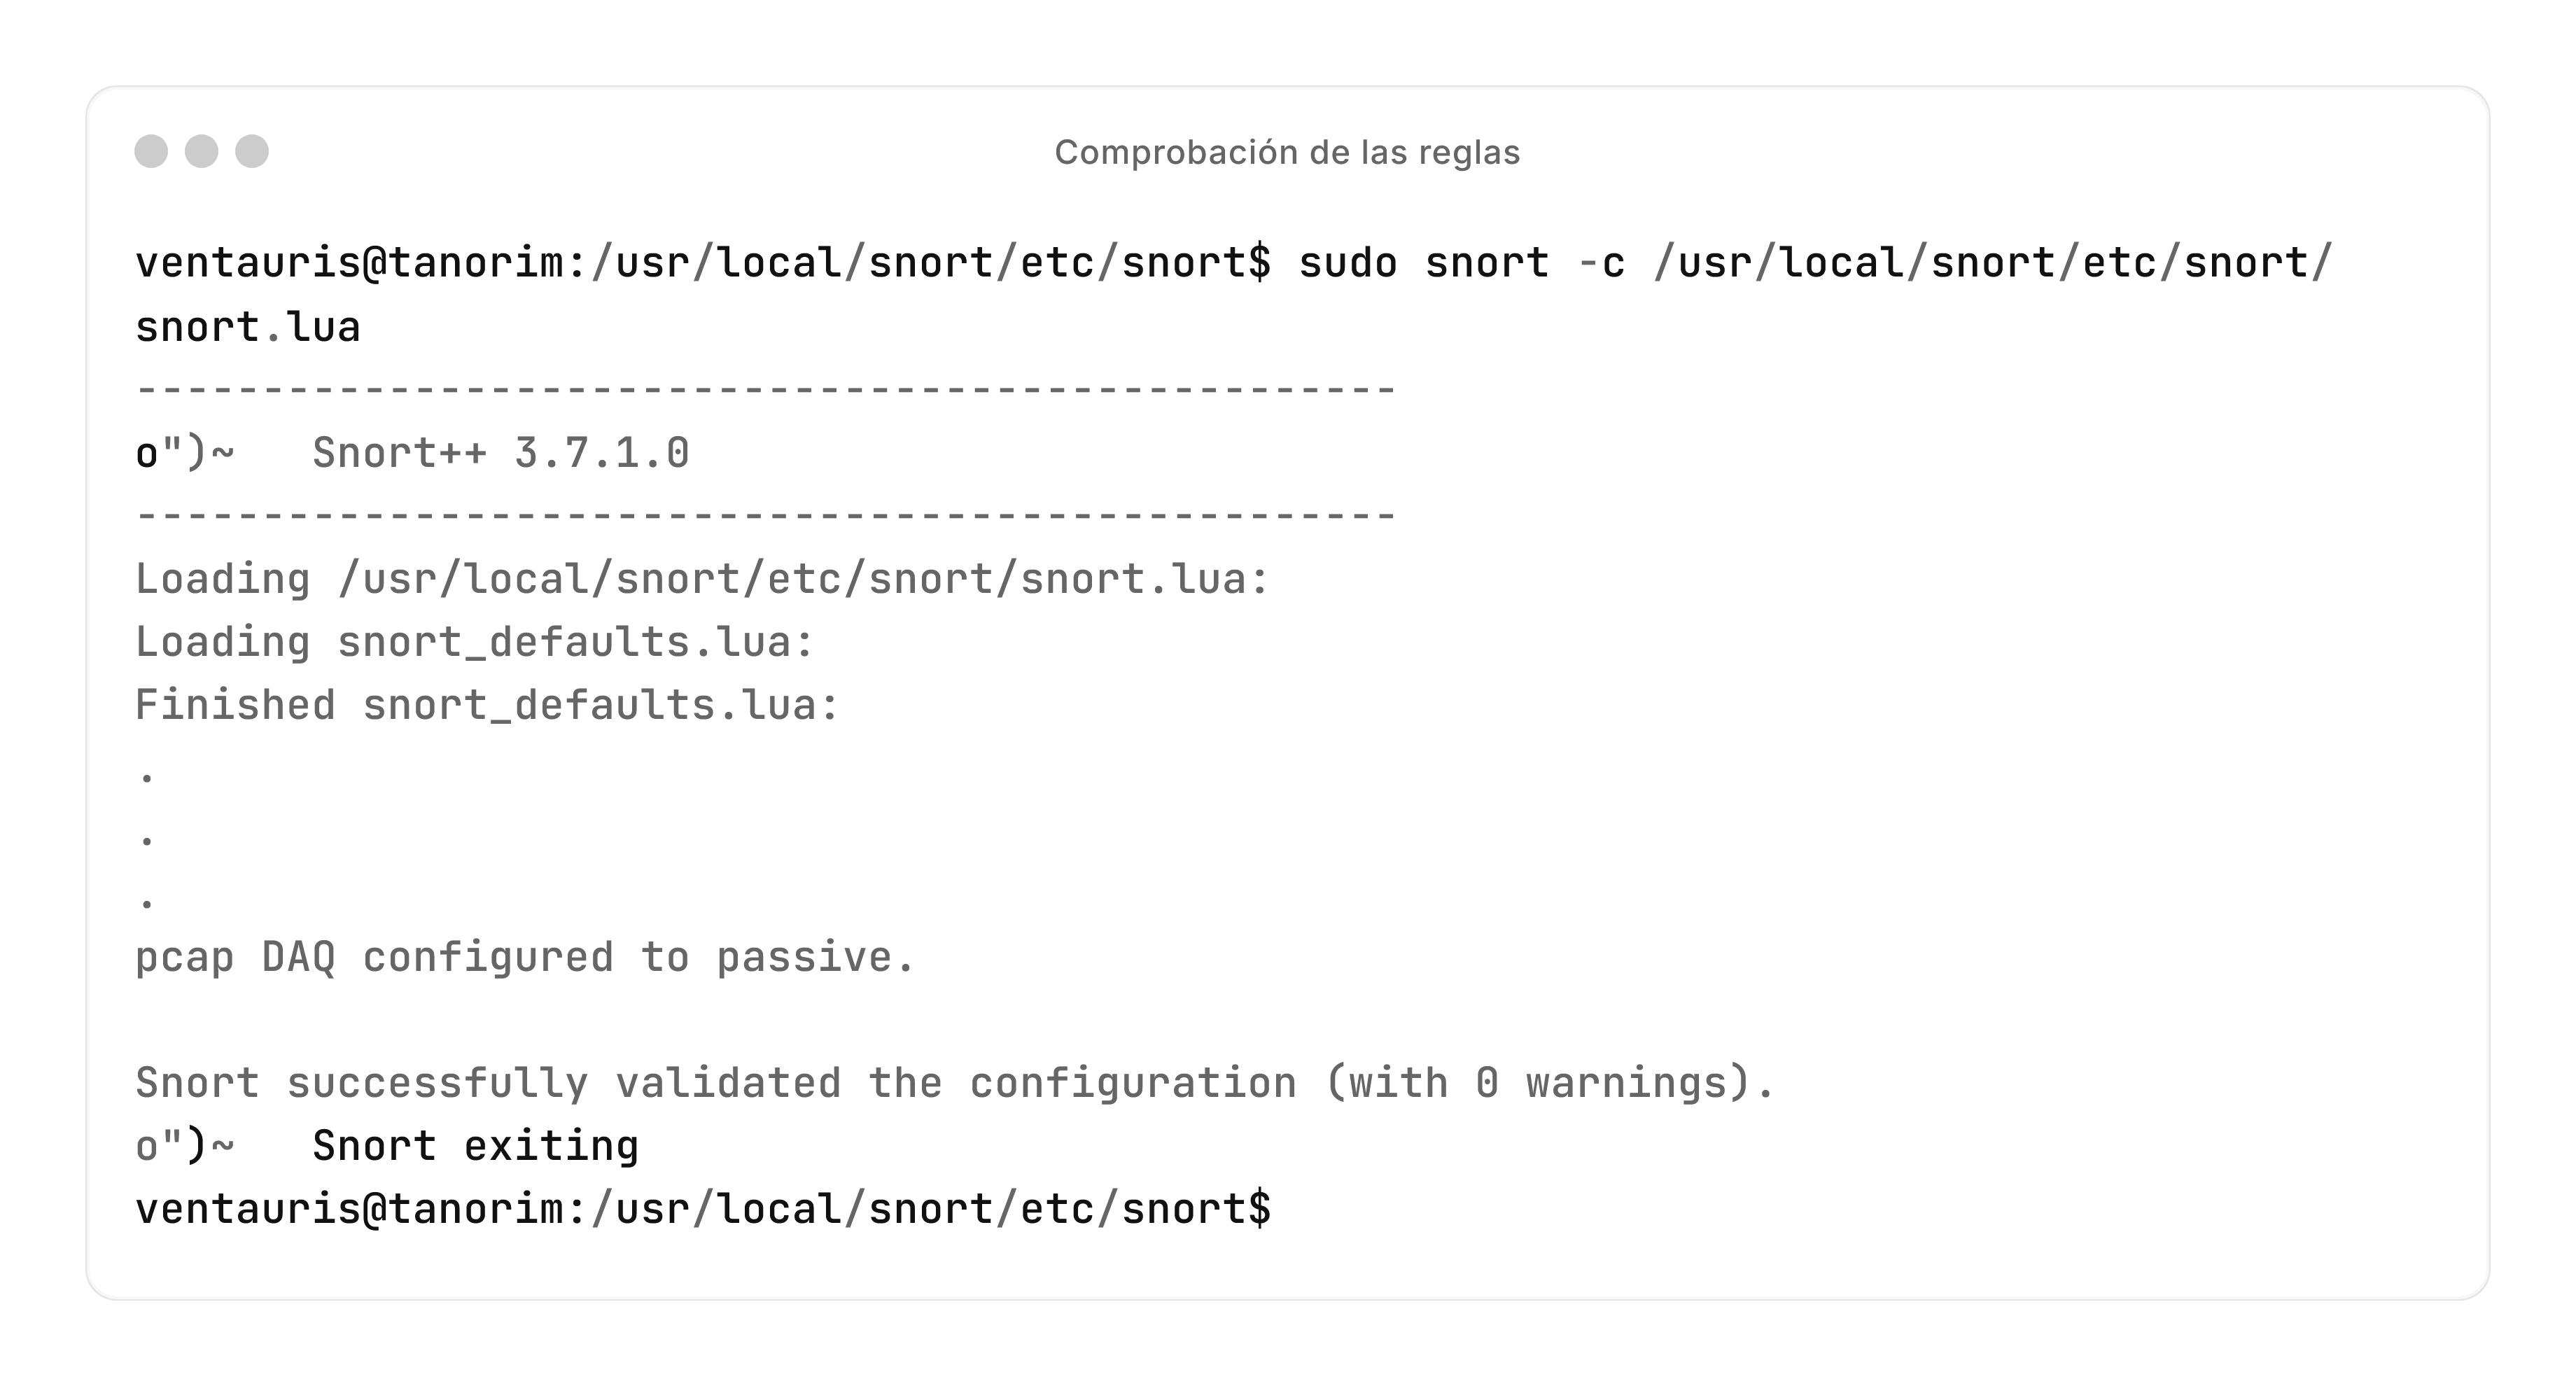 Comprobación de las reglas
ventauris@tanorim:/usr/local/snort/etc/snort$ sudo snort -c /usr/local/snort/etc/snort/
snort.lua
--------------------------------------------------
o")~   Snort++ 3.7.1.0
--------------------------------------------------
Loading /usr/local/snort/etc/snort/snort.lua:
Loading snort_defaults.lua:
Finished snort_defaults.lua:
.
.
.
pcap DAQ configured to passive.
Snort successfully validated the configuration (with 0 warnings).
o")~   Snort exiting
ventauris@tanorim:/usr/local/snort/etc/snort$